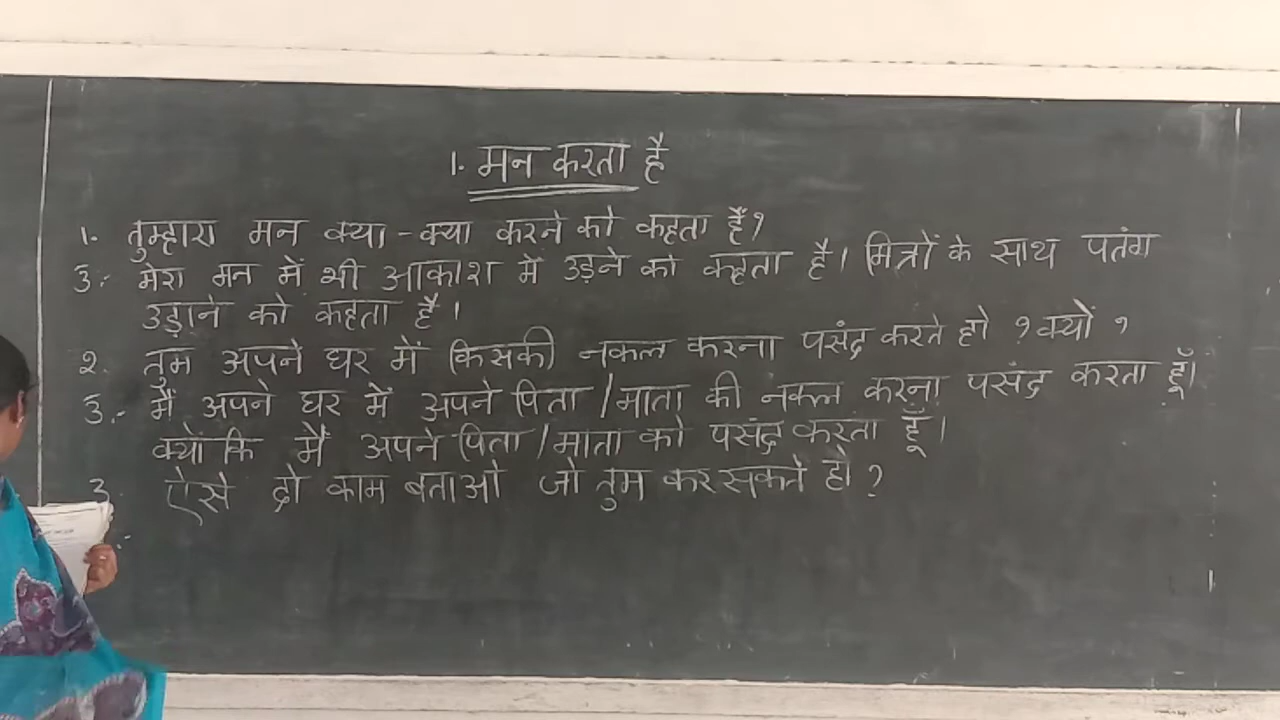 1. मन करता है
1. तुम्हारा मन क्या-क्या करने को कहता हैं?
उ:- मेरा मन में भी आकाश में उड़ने को कहता है। मित्रों के साथ पतंग
उड़ाने को कहता है।
2. तुम अपने घर में किसकी नकल करना पसंद करते हो ? क्यों ?
उ:- मैं अपने घर में अपने पिता/माता की नकल करना पसंद करता हूँ।
क्योंकि मैं अपने पिता/माता को पसंद करता हूँ।
3. ऐसे दो काम बताओ जो तुम कर सकते हो ?